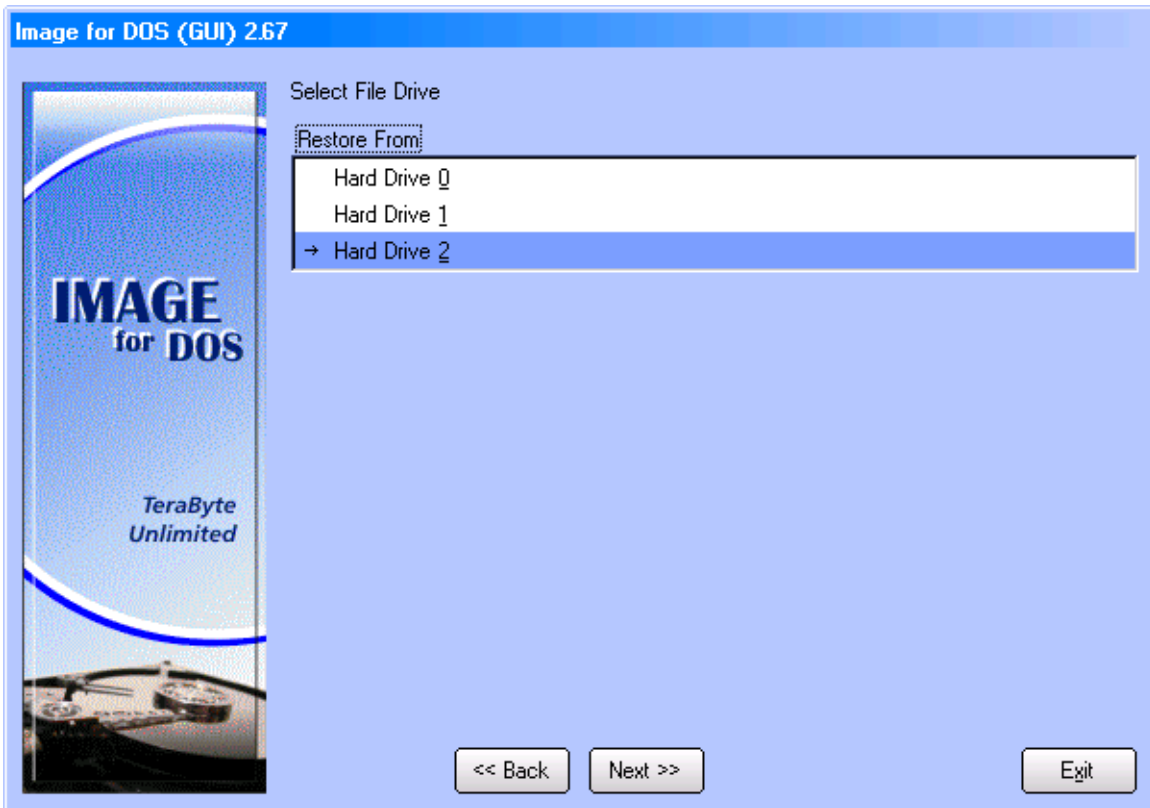 Image for DOS (GUI) 2.67
Select File Drive
Restore From
Hard Drive 0
Hard Drive 1
→ Hard Drive 2
IMAGE
for DOS
TeraByte
Unlimited
<< Back
Next >>
Exit